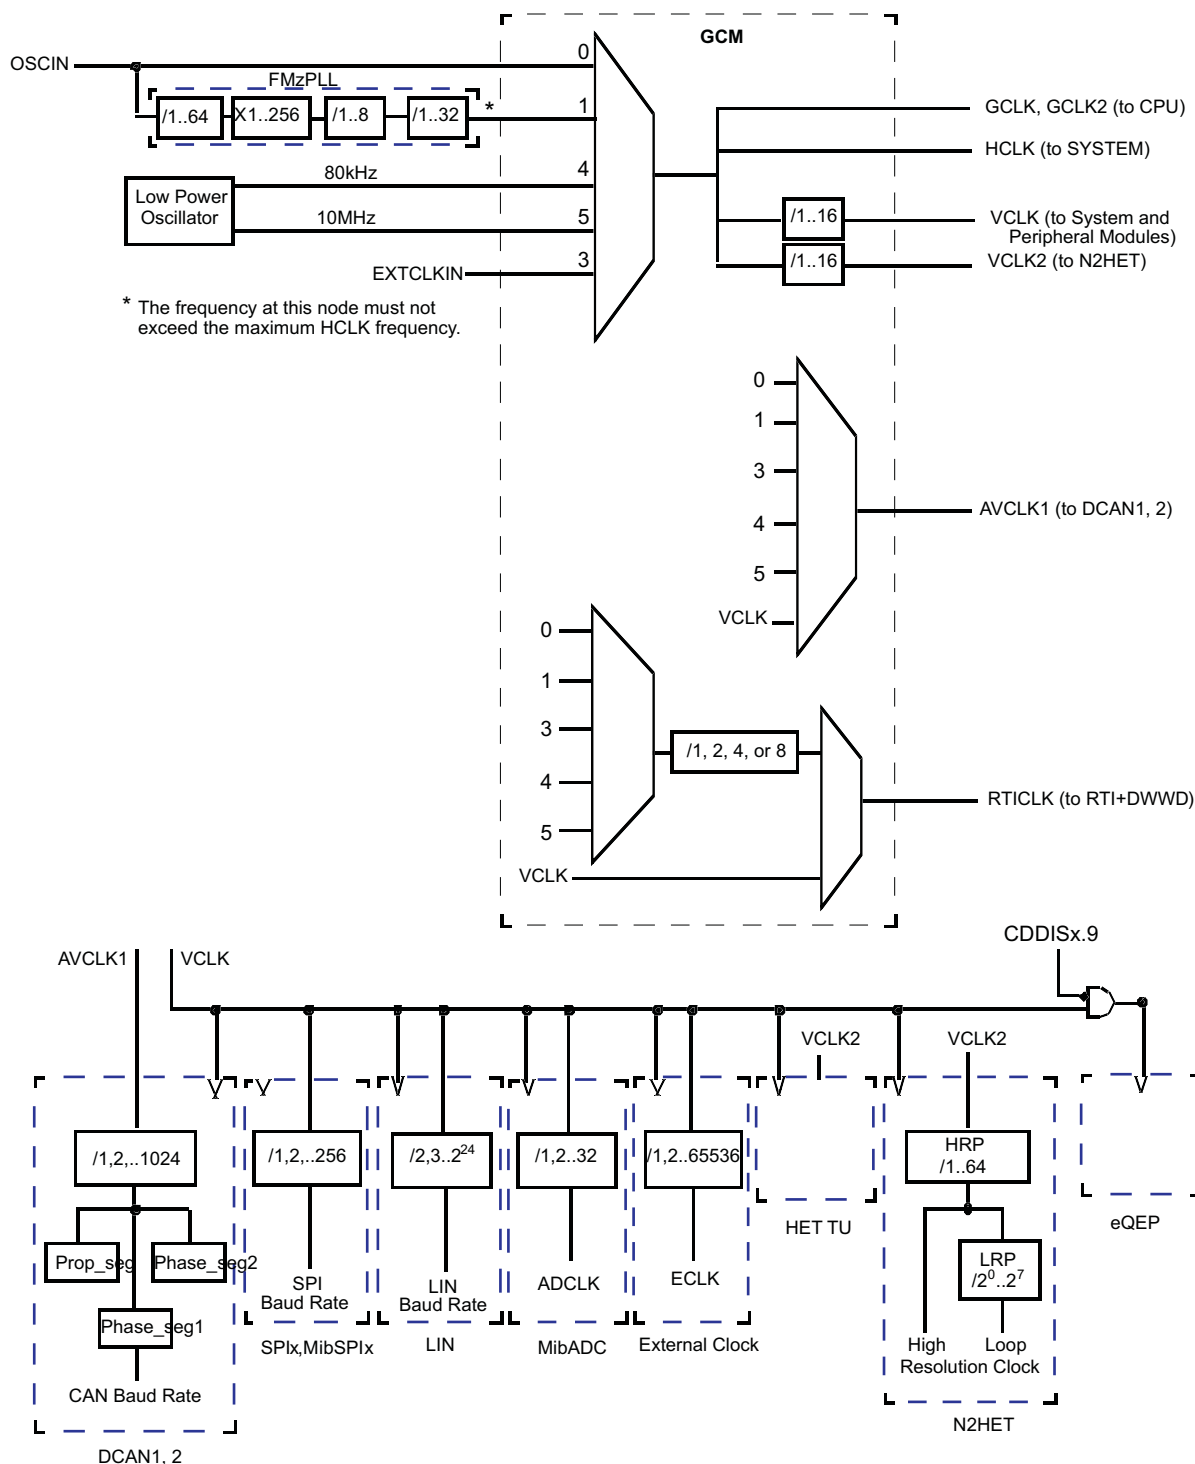 GCM
OSCIN
0
FMzPLL
/1..64
X1..256
/1..8
/1..32
*
1
GCLK, GCLK2 (to CPU)
HCLK (to SYSTEM)
80kHz
4
Low Power
Oscillator
10MHz
5
/1..16
VCLK (to System and
Peripheral Modules)
EXTCLKIN
3
/1..16
VCLK2 (to N2HET)
* The frequency at this node must not
exceed the maximum HCLK frequency.
0
1
3
4
5
VCLK
AVCLK1 (to DCAN1, 2)
0
1
3
4
5
VCLK
/1, 2, 4, or 8
RTICLK (to RTI+DWWD)
CDDISx.9
AVCLK1
VCLK
VCLK2
VCLK2
/1,2,..1024
/1,2,..256
/2,3..2^24
/1,2..32
/1,2..65536
HRP
/1..64
Prop_seg
Phase_seg2
Phase_seg1
CAN Baud Rate
DCAN1, 2
SPI
Baud Rate
SPIx,MibSPIx
LIN
Baud Rate
LIN
ADCLK
MibADC
ECLK
External Clock
HET TU
LRP
/2^0..2^7
High
Loop
Resolution Clock
N2HET
eQEP